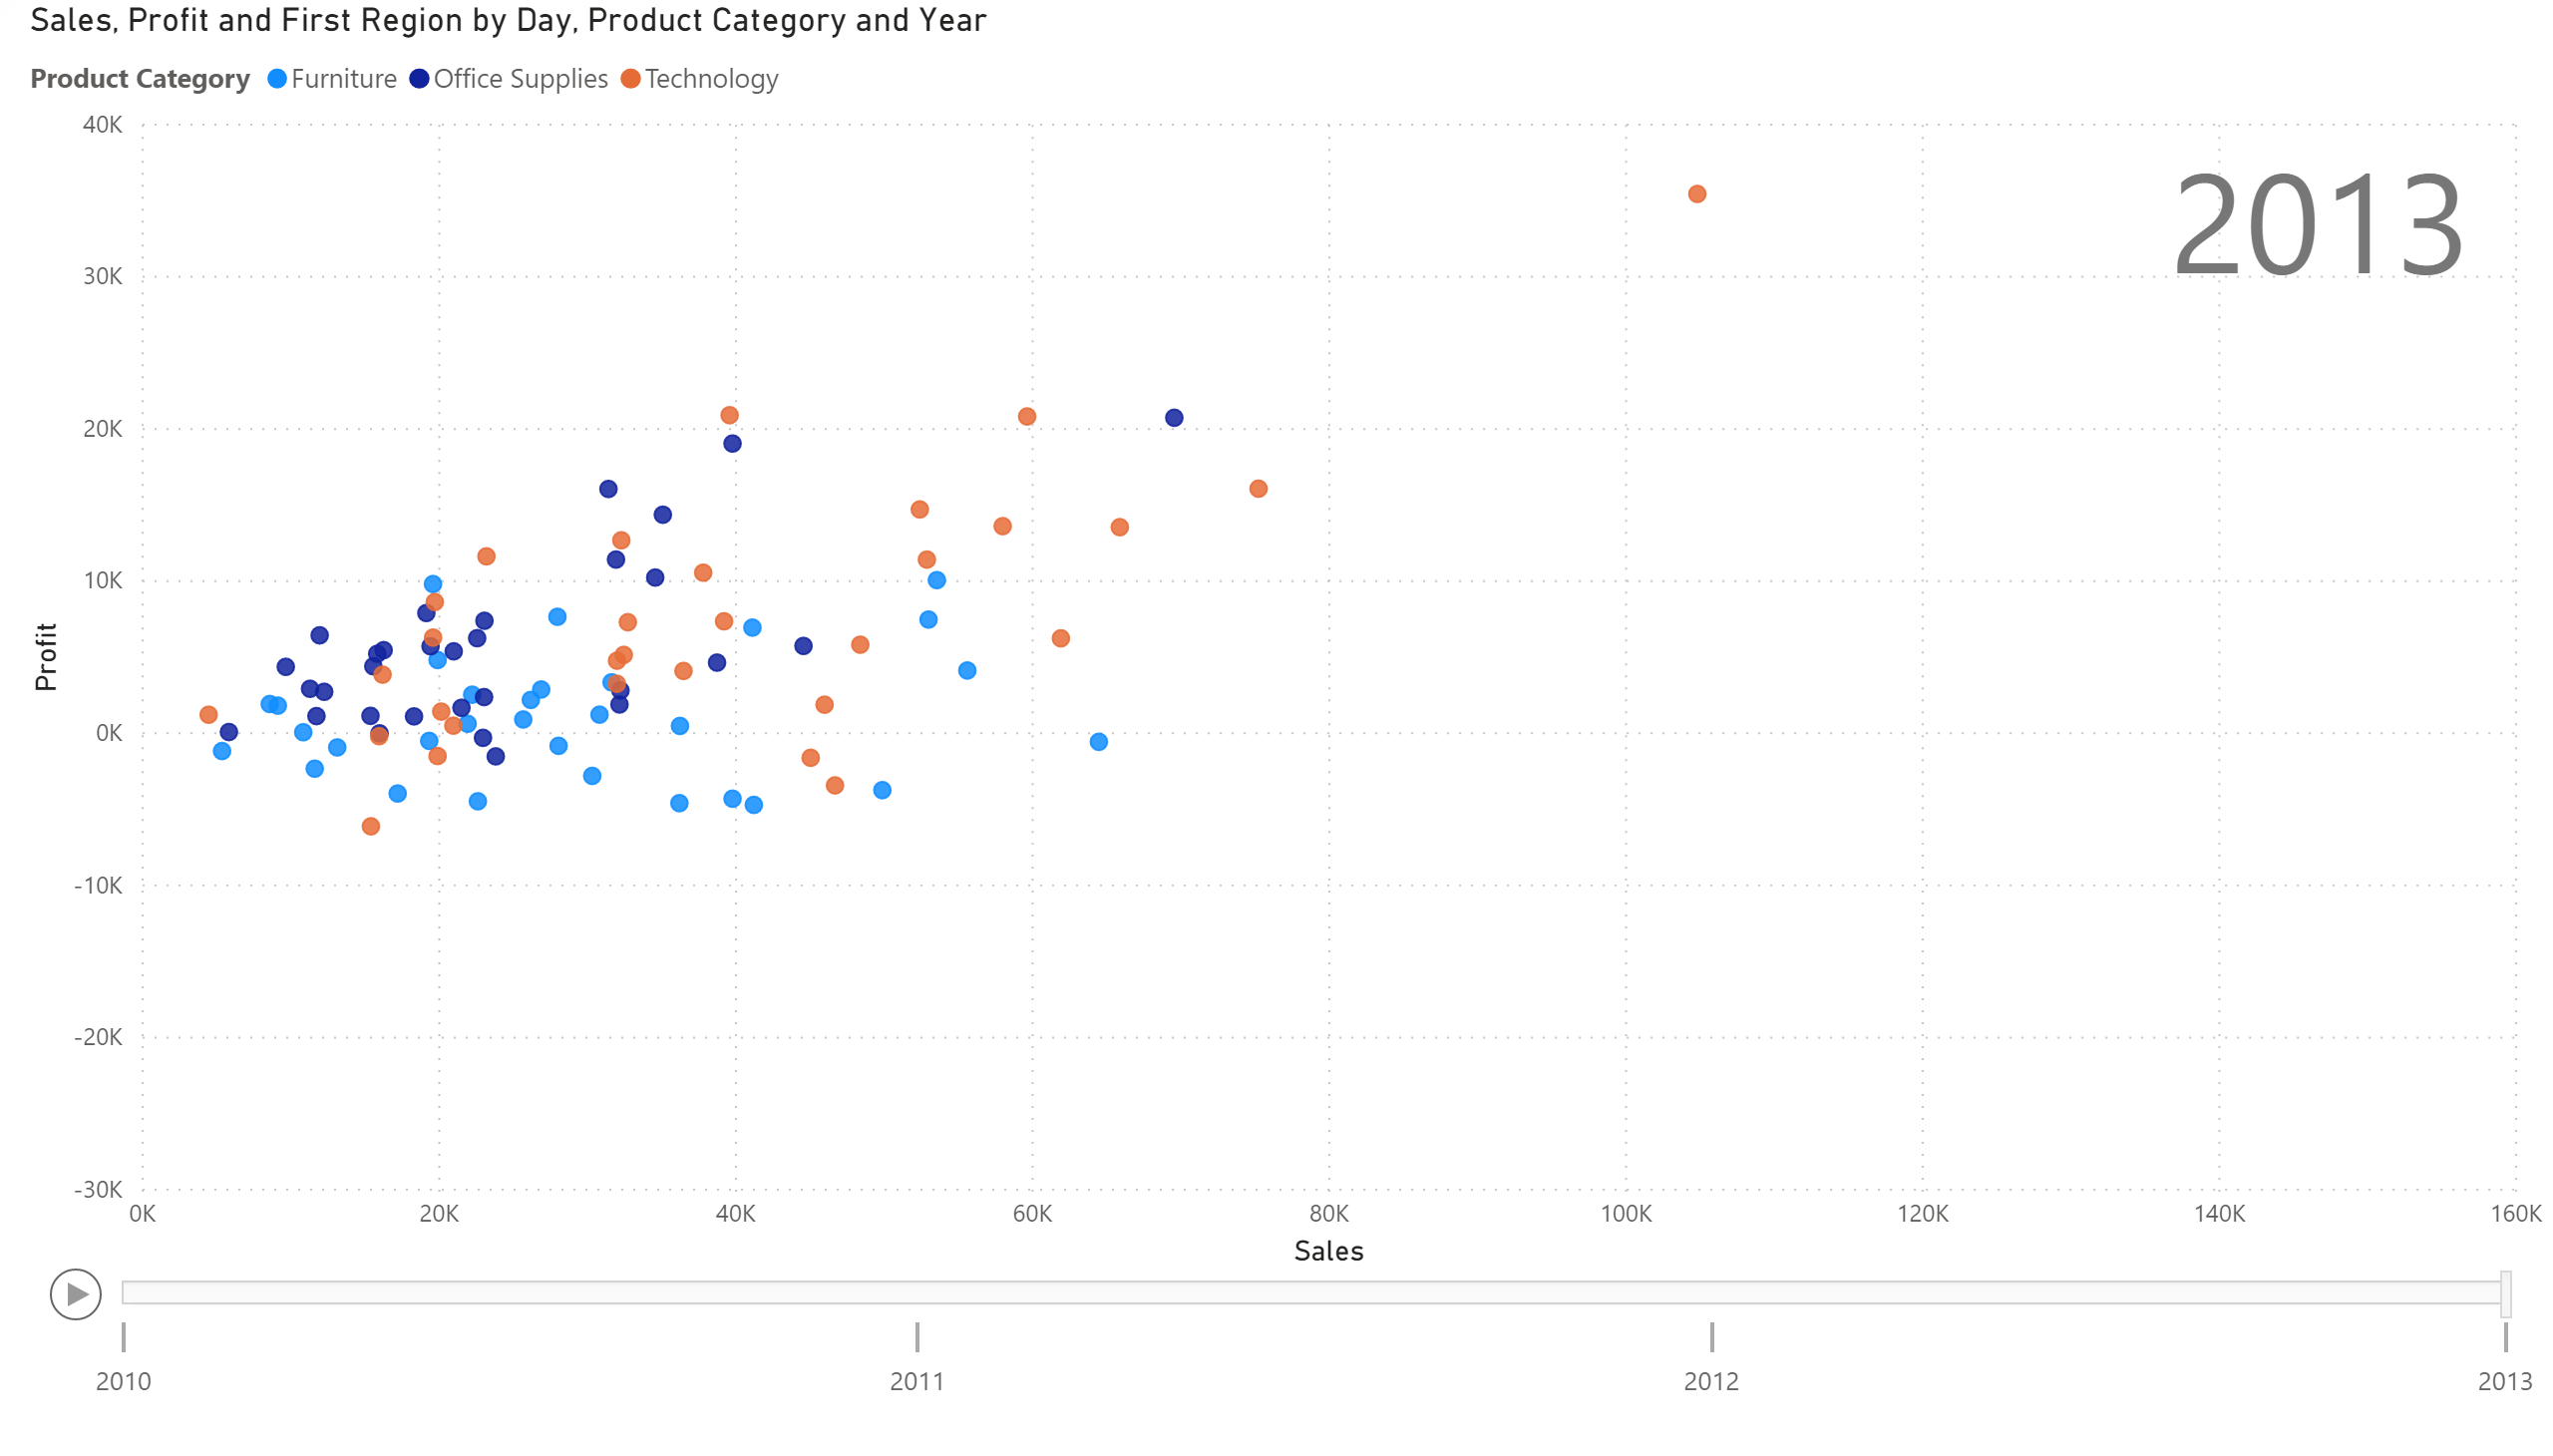 Sales, Profit and First Region by Day, Product Category and Year
Product Category Furniture Office Supplies Technology
40K
2013
30K
20K
10K
Profit
0K
-10K
-20K
-30K
0K 20K 40K 60K 80K 100K 120K 140K 160K
Sales
2010 2011 2012 2013